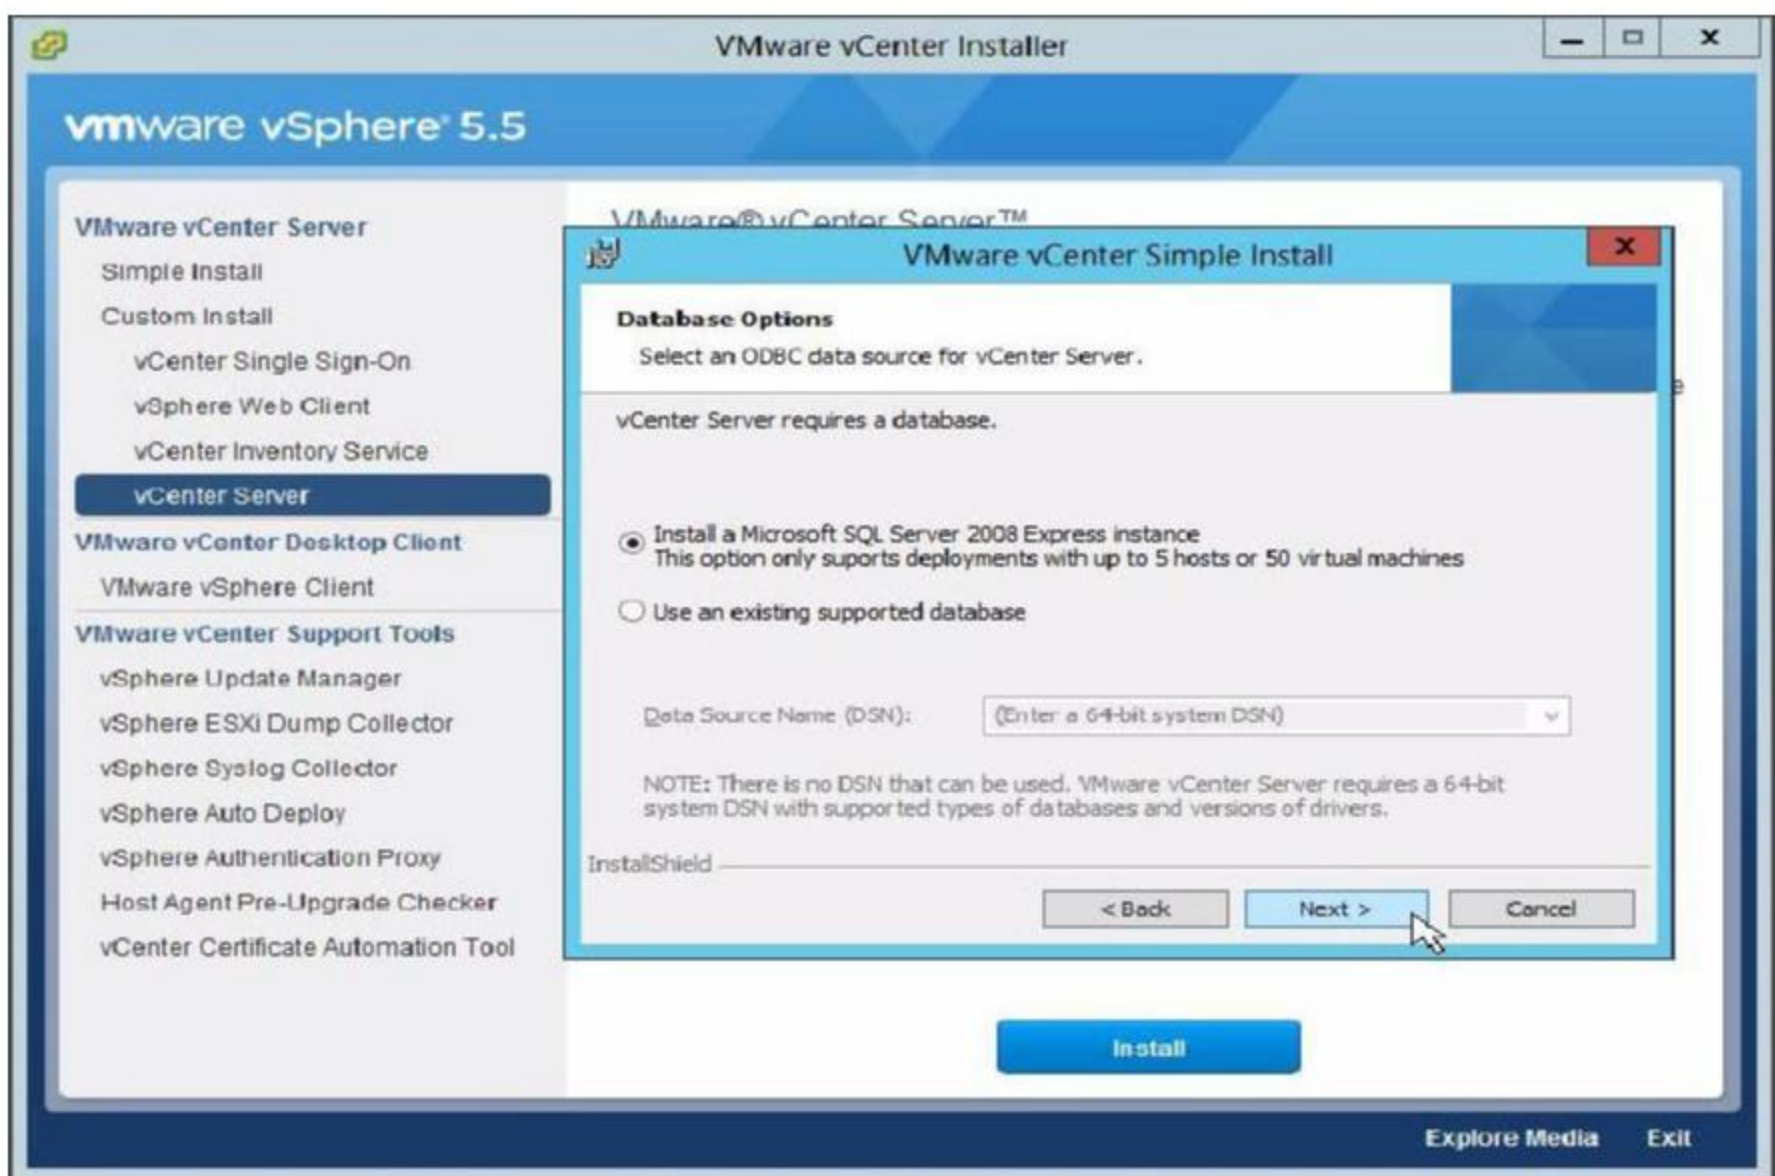 VMware vCenter Installer
vmware vSphere® 5.5
VMware vCenter Server
Simple Install
Custom Install
vCenter Single Sign-On
vSphere Web Client
vCenter Inventory Service
vCenter Server
VMware vCenter Desktop Client
VMware vSphere Client
VMware vCenter Support Tools
vSphere Update Manager
vSphere ESXi Dump Collector
vSphere Syslog Collector
vSphere Auto Deploy
vSphere Authentication Proxy
Host Agent Pre-Upgrade Checker
vCenter Certificate Automation Tool
VMware® vCenter Server™
VMware vCenter Simple Install
Database Options
Select an ODBC data source for vCenter Server.
vCenter Server requires a database.
Install a Microsoft SQL Server 2008 Express instance
This option only suports deployments with up to 5 hosts or 50 virtual machines
Use an existing supported database
Data Source Name (DSN):
(Enter a 64-bit system DSN)
NOTE: There is no DSN that can be used. VMware vCenter Server requires a 64-bit
system DSN with supported types of databases and versions of drivers.
InstallShield
< Back
Next >
Cancel
Install
Explore Media
Exit